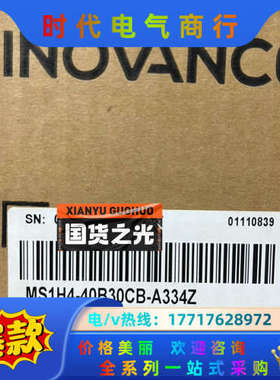 时代电气商行
INOVANC
SN: 0
01110839
XIANYU GUOHUO
国货之光
MS1H4-40B30CB-A334Z
爆款
电/v热线：17717628972
价格美丽 欢迎咨询
全系列 一站式采购